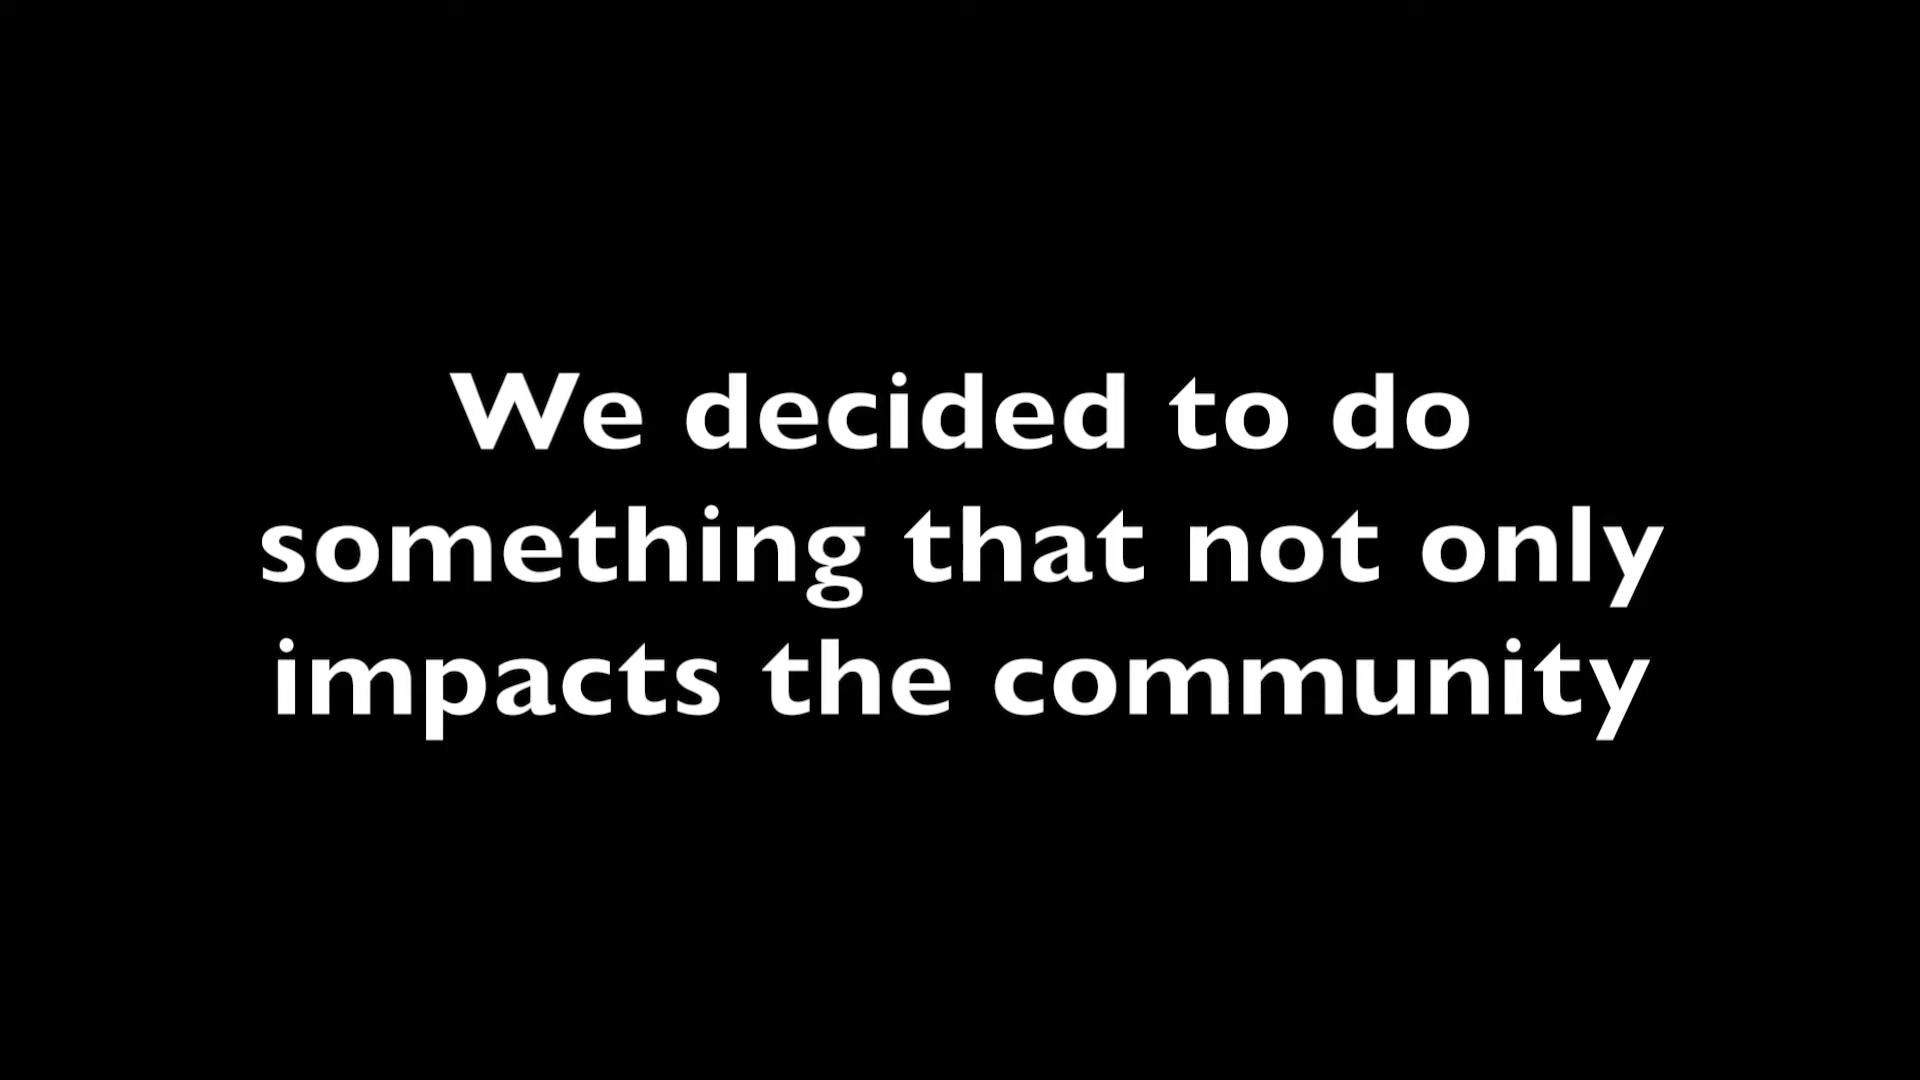 We decided to do
something that not only
impacts the community